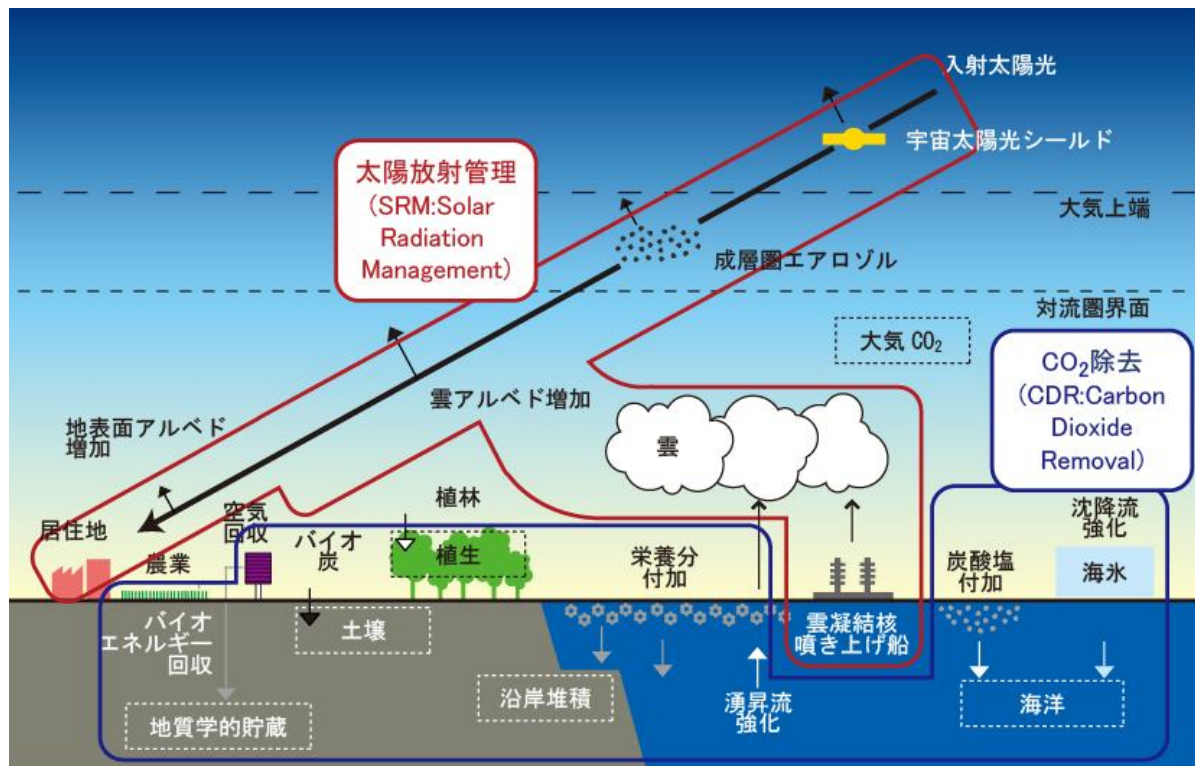 入射太陽光
宇宙太陽光シールド
太陽放射管理
(SRM:Solar
Radiation
Management)
大気上端
成層圏エアロゾル
対流圏界面
大気 CO₂
CO₂除去
(CDR:Carbon
Dioxide
Removal)
雲アルベド増加
地表面アルベド
増加
雲
居住地
農業
空気
回収
バイオ
炭
植林
植生
栄養分
付加
炭酸塩
付加
沈降流
強化
海氷
バイオ
エネルギー
回収
土壌
雲凝結核
噴き上げ船
地質学的貯蔵
沿岸堆積
湧昇流
強化
海洋